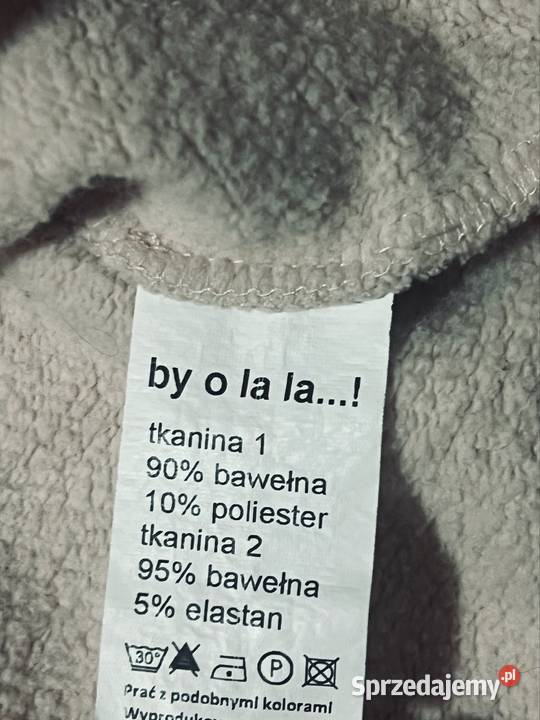 by o la la...!
tkanina 1
90% bawełna
10% poliester
tkanina 2
95% bawełna
5% elastan
30° P
Prać z podobnymi kolorami
Sprzedajemy.pl